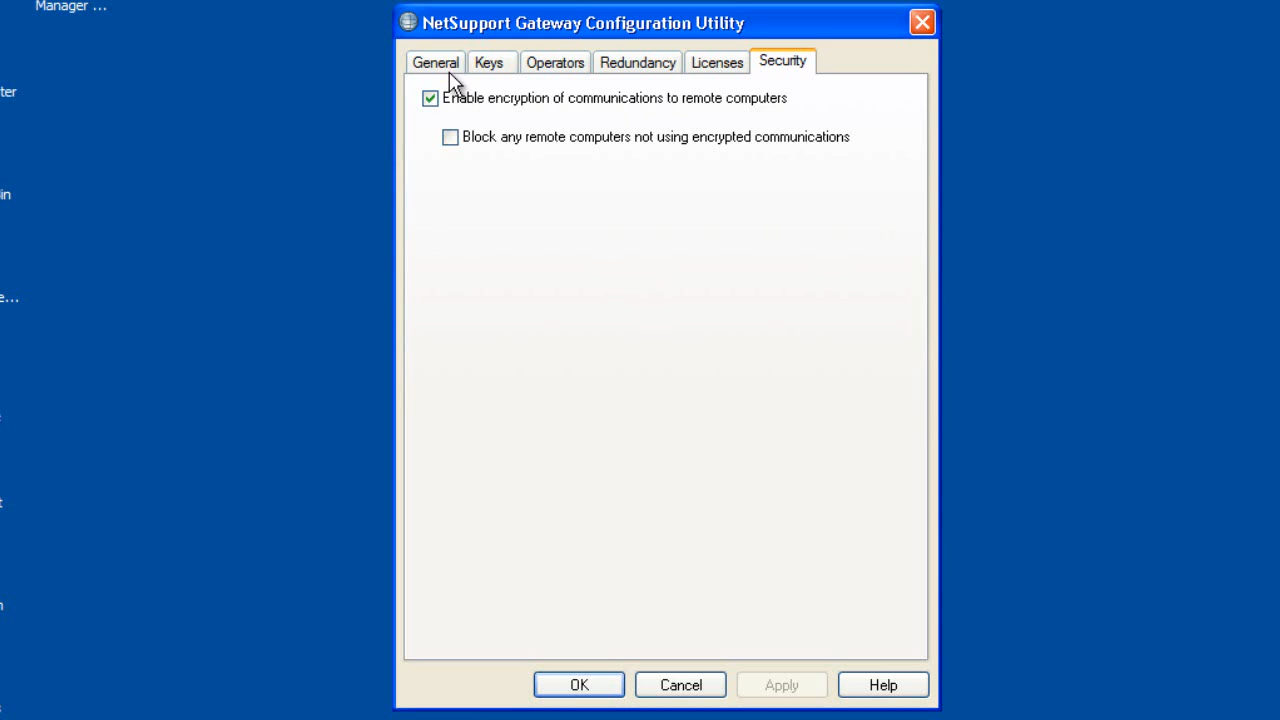 Manager ...
NetSupport Gateway Configuration Utility
General Keys Operators Redundancy Licenses Security
Enable encryption of communications to remote computers
Block any remote computers not using encrypted communications
OK Cancel Apply Help